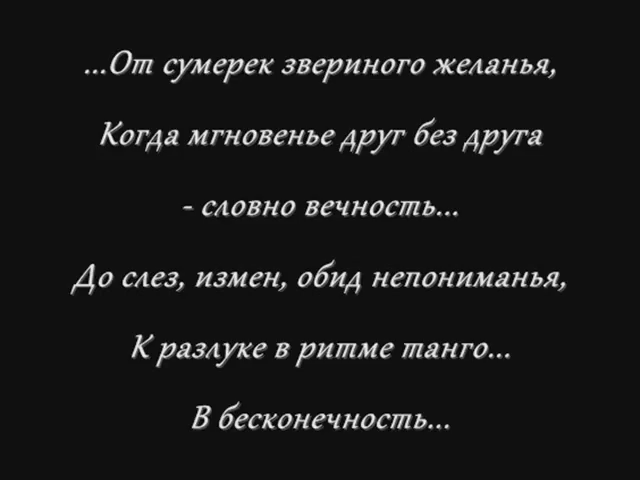 ...От сумерек звериного желанья,
Когда мгновенье друг без друга
- словно вечность...
До слез, измен, обид непониманья,
К разлуке в ритме танго...
В бесконечность...